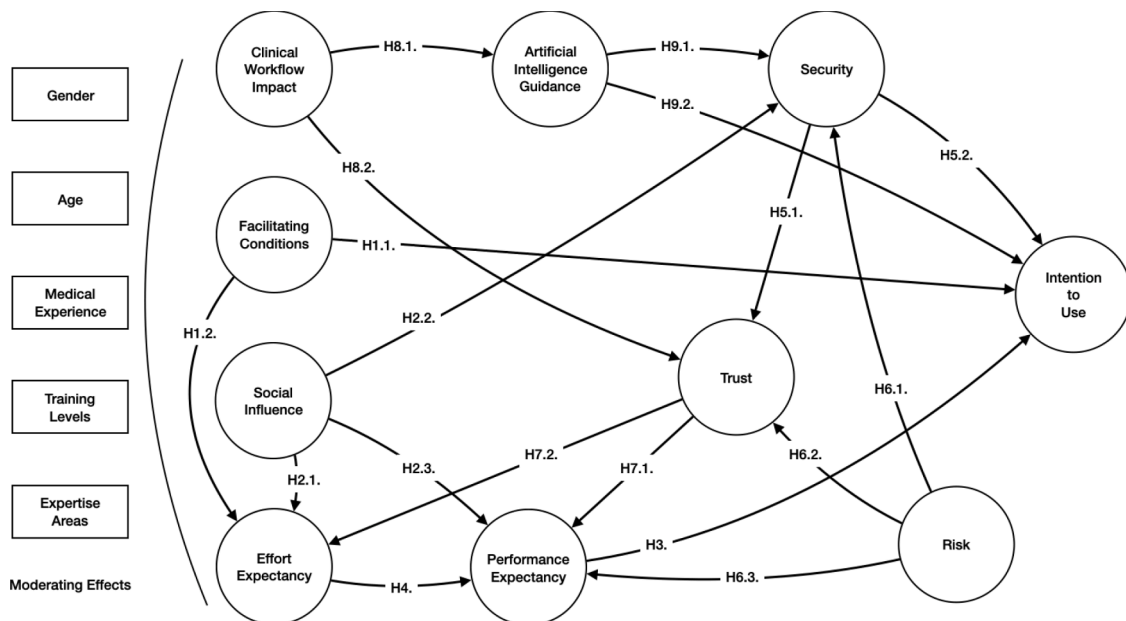 Gender
Age
Medical
Experience
Training
Levels
Expertise
Areas
Moderating Effects
Clinical
Workflow
Impact
H8.1.
Artificial
Intelligence
Guidance
H9.1.
Security
H9.2.
H5.2.
H8.2.
H5.1.
Facilitating
Conditions
H1.1.
Intention
to
Use
H1.2.
H2.2.
Social
Influence
Trust
H6.1.
H7.2.
H2.3.
H7.1.
H6.2.
H2.1.
Effort
Expectancy
H4.
Performance
Expectancy
H3.
H6.3.
Risk